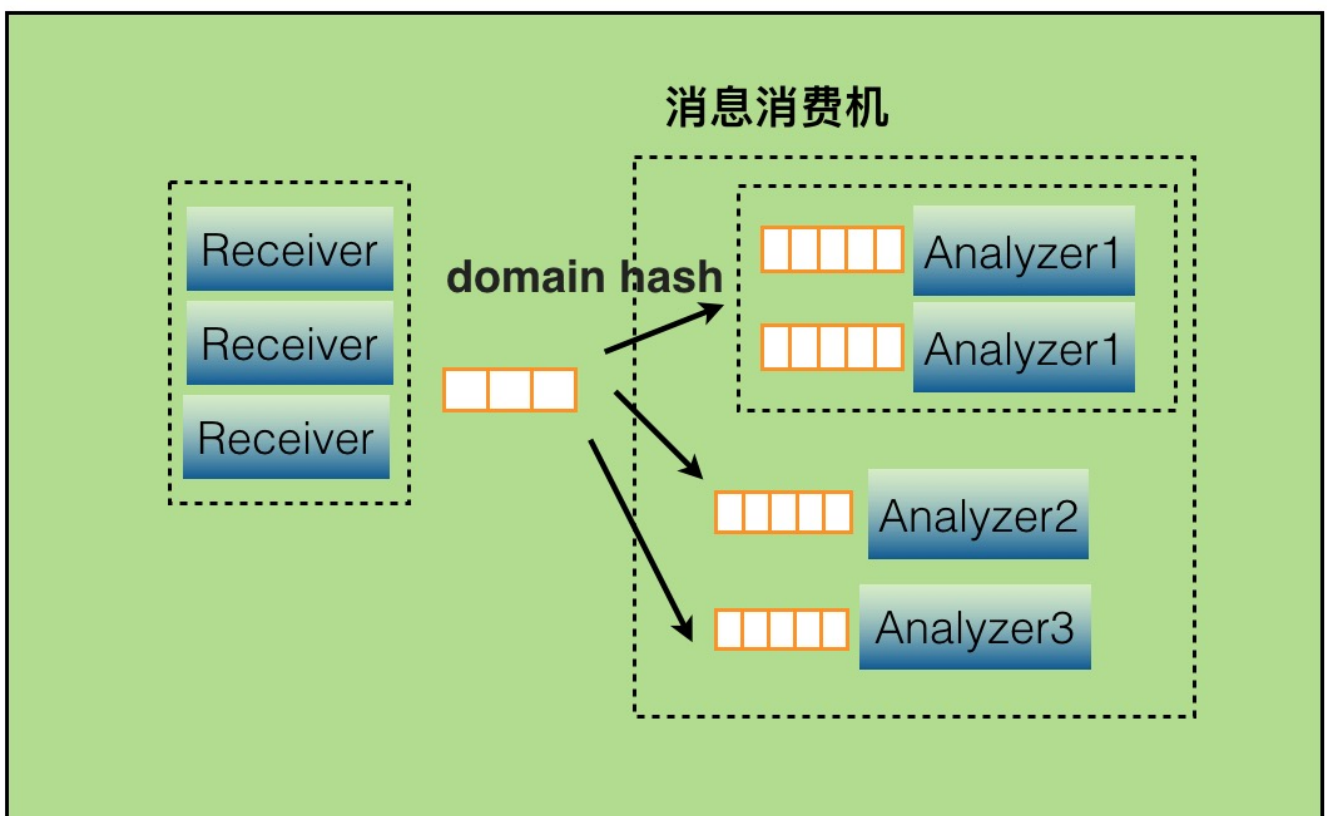 消息消费机
Receiver
Receiver
Receiver
domain hash
Analyzer1
Analyzer1
Analyzer2
Analyzer3